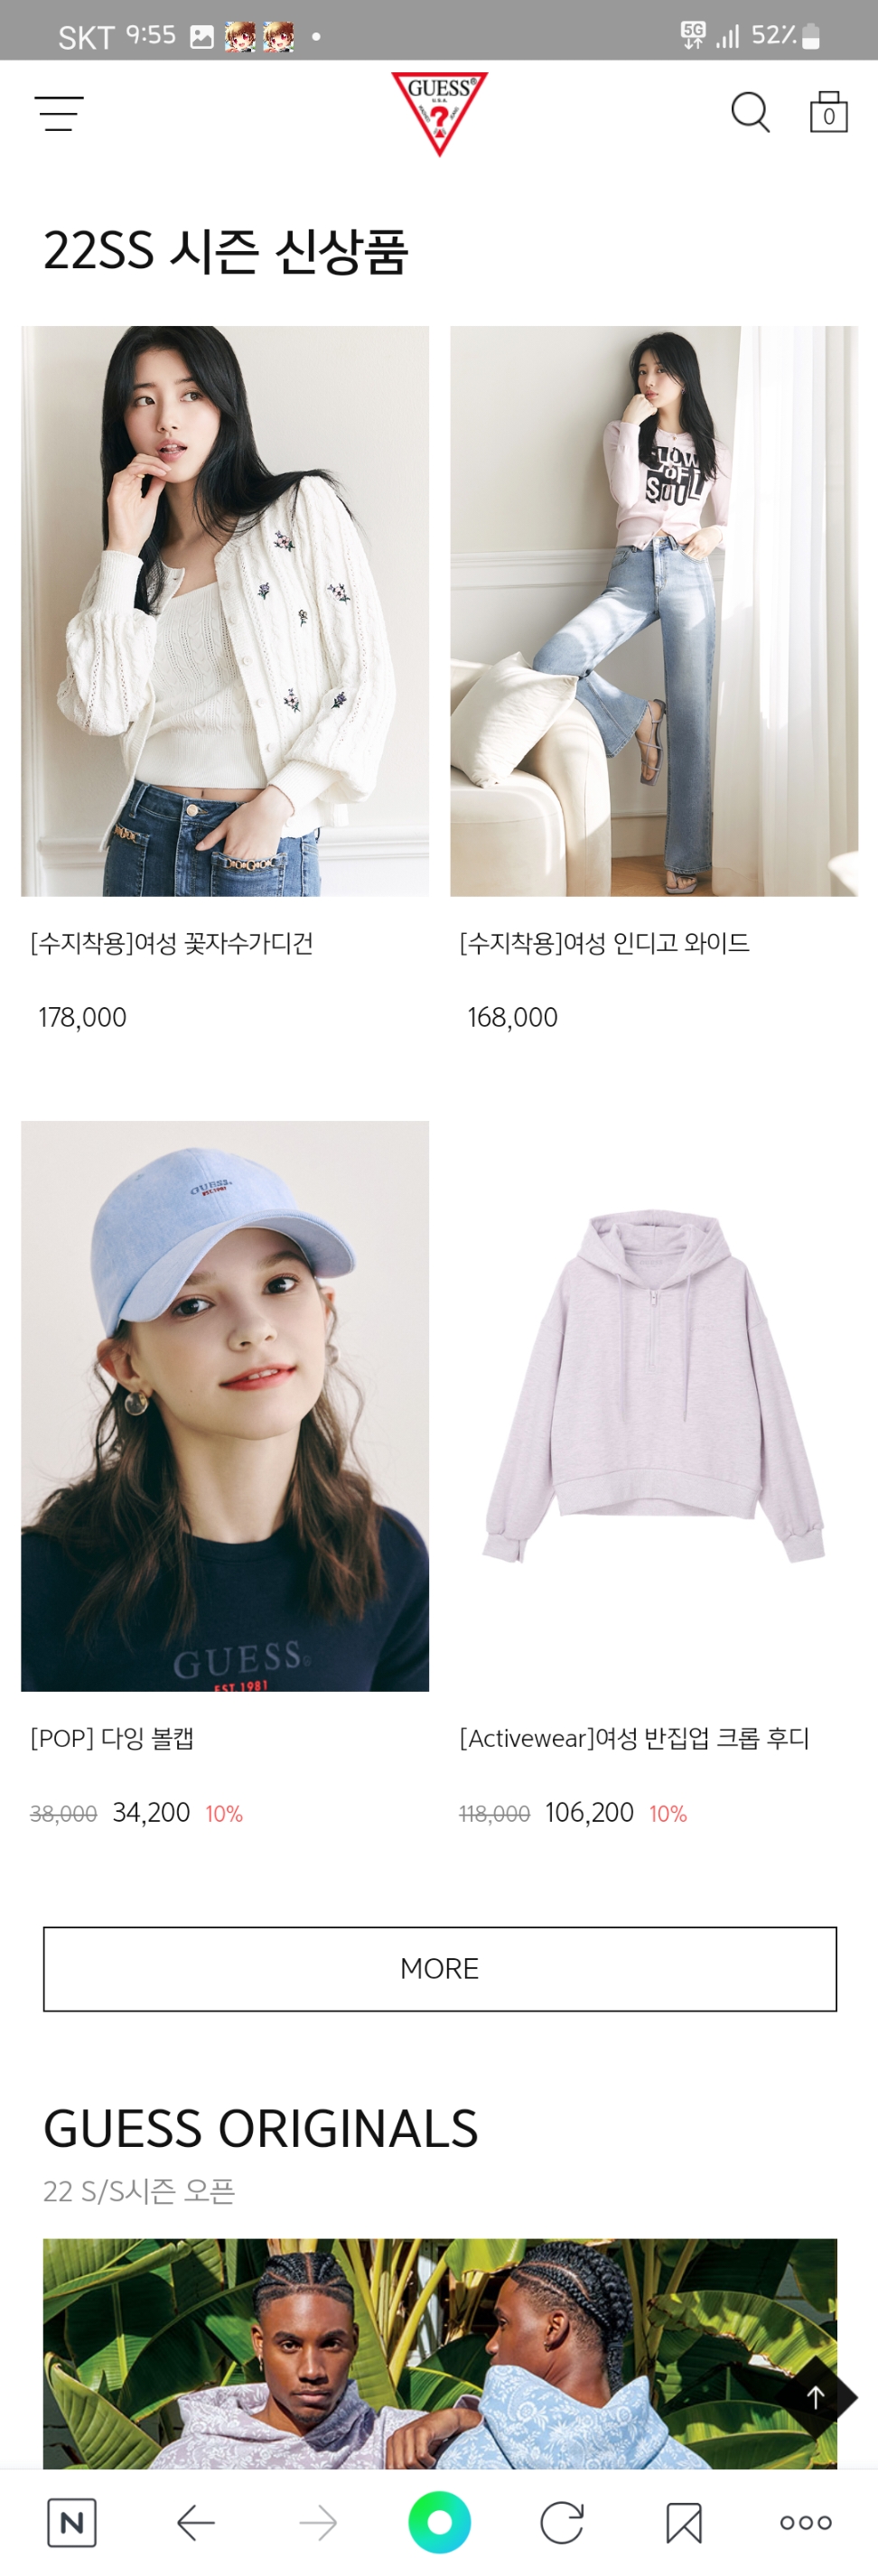 SKT 9:55
5G 52%
GUESS®
U.S.A.
?
0
22SS 시즌 신상품
[수지착용]여성 꽃자수가디건
178,000
SLOW
OF
SOUL
[수지착용]여성 인디고 와이드
168,000
GUESS.
GUESS®
EST.1981
[POP] 다잉 볼캡
38,000 34,200 10%
[Activewear]여성 반집업 크롭 후디
118,000 106,200 10%
MORE
GUESS ORIGINALS
22 S/S시즌 오픈
N